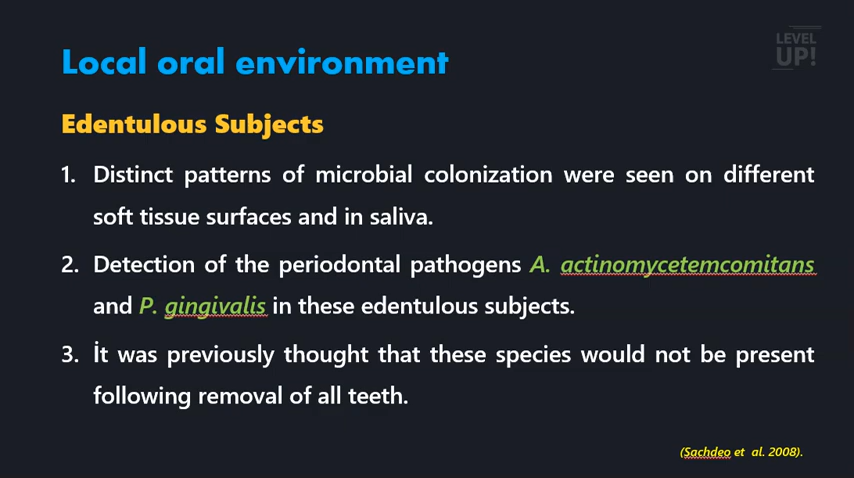 LEVEL
UP!
Local oral environment
Edentulous Subjects
1. Distinct patterns of microbial colonization were seen on different
soft tissue surfaces and in saliva.
2. Detection of the periodontal pathogens A. actinomycetemcomitans
and P. gingivalis in these edentulous subjects.
3. İt was previously thought that these species would not be present
following removal of all teeth.
(Sachdeo et al. 2008).